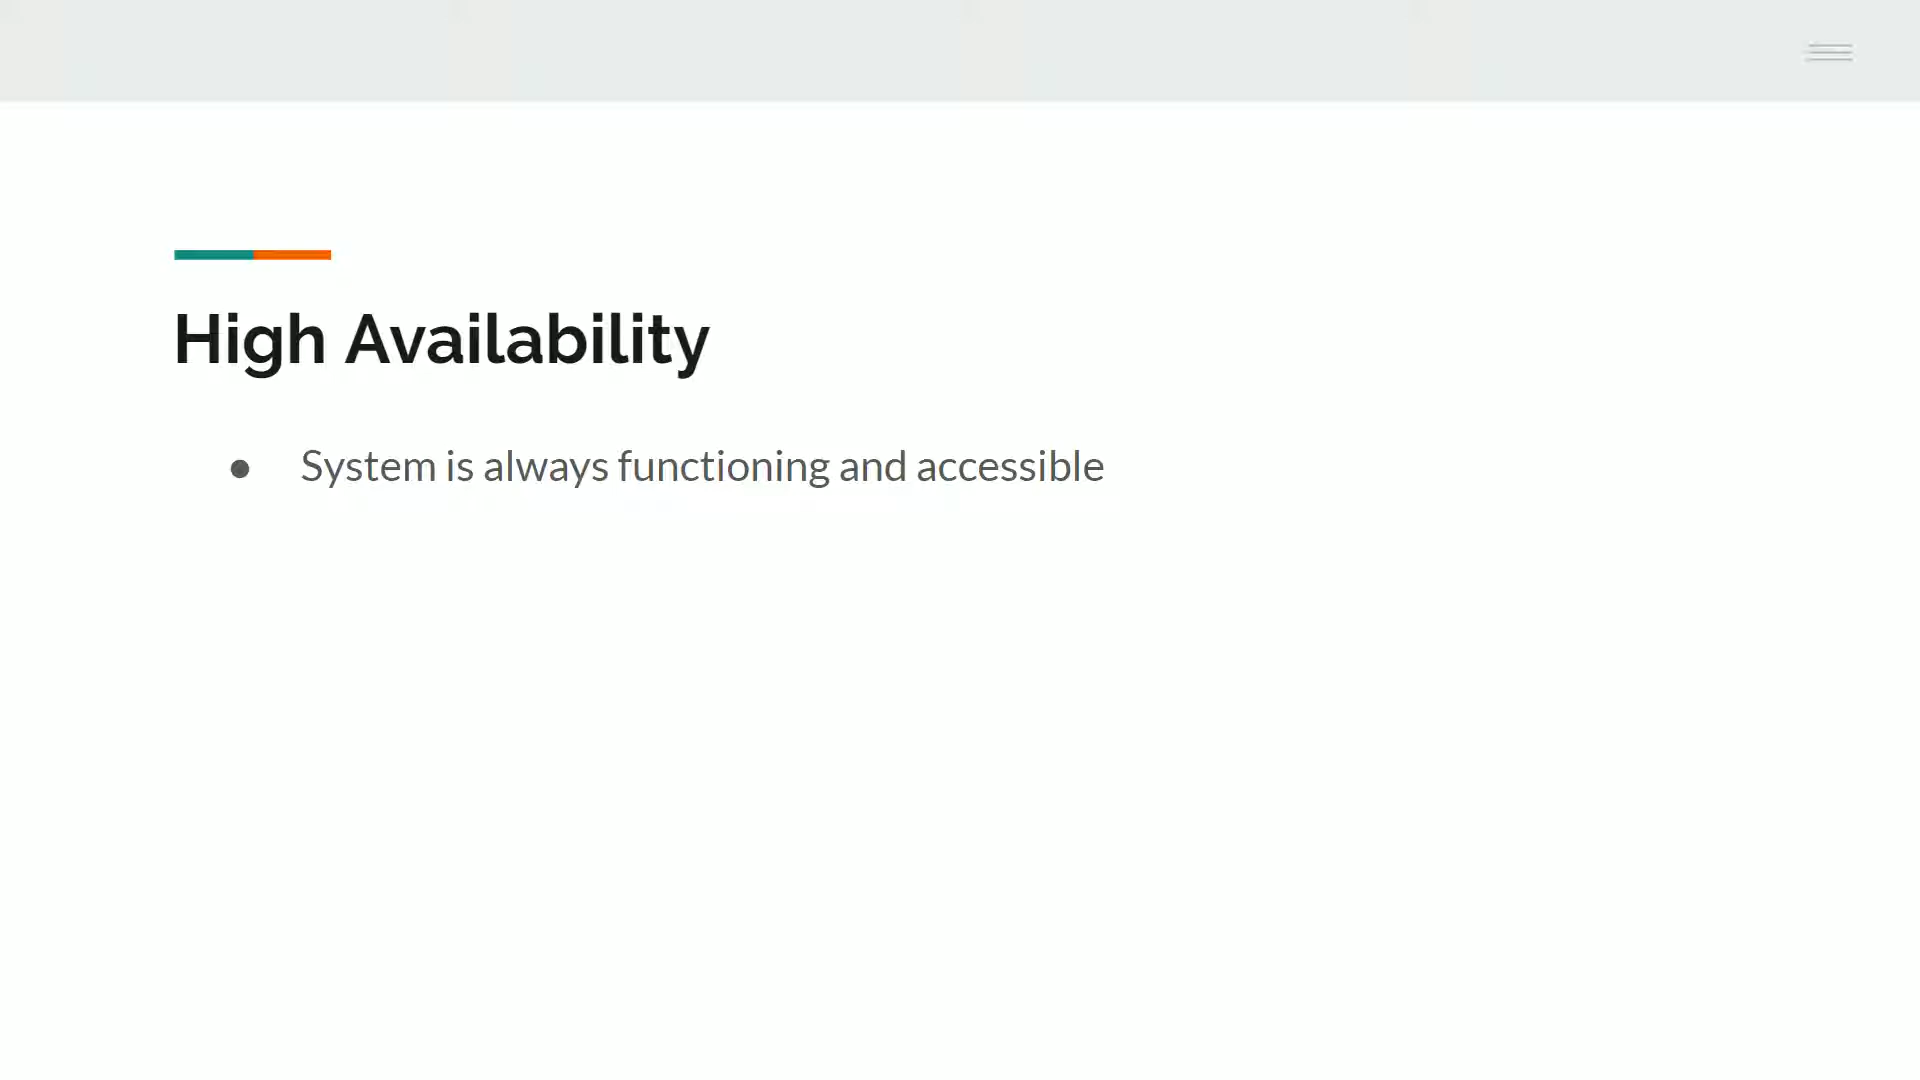 High Availability
● System is always functioning and accessible